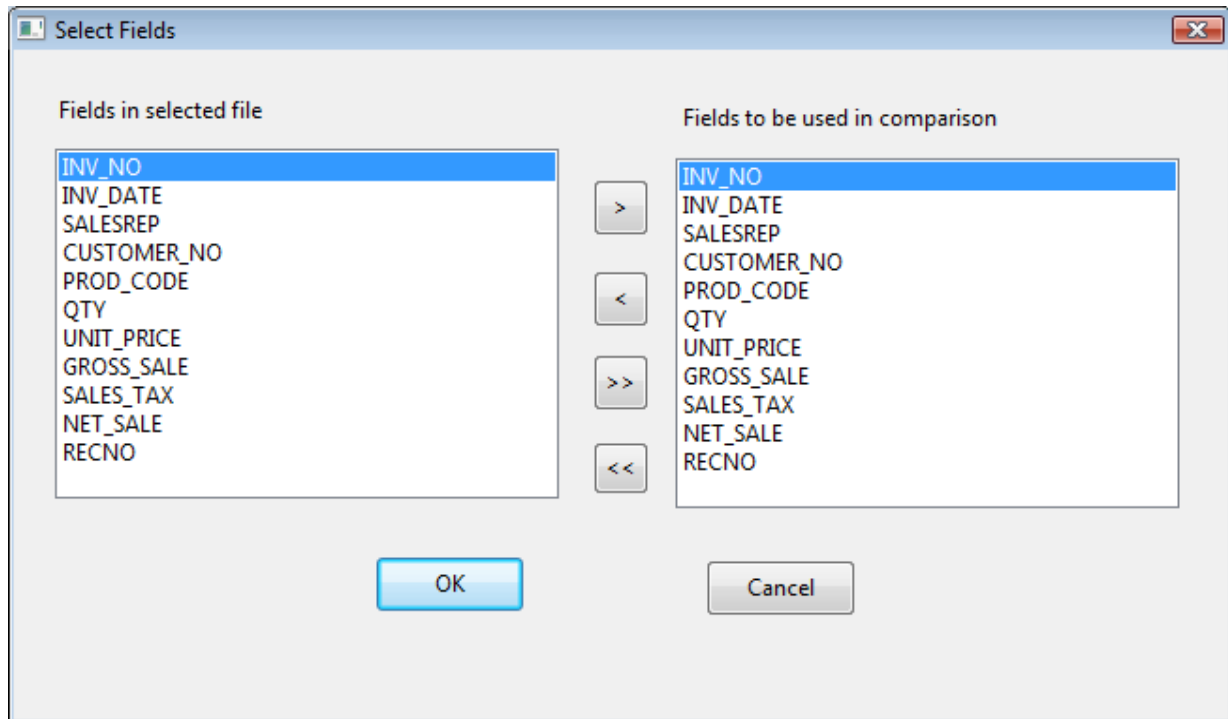 Select Fields
Fields in selected file
INV_NO
INV_DATE
SALESREP
CUSTOMER_NO
PROD_CODE
QTY
UNIT_PRICE
GROSS_SALE
SALES_TAX
NET_SALE
RECNO
>
<
>>
<<
Fields to be used in comparison
INV_NO
INV_DATE
SALESREP
CUSTOMER_NO
PROD_CODE
QTY
UNIT_PRICE
GROSS_SALE
SALES_TAX
NET_SALE
RECNO
OK
Cancel